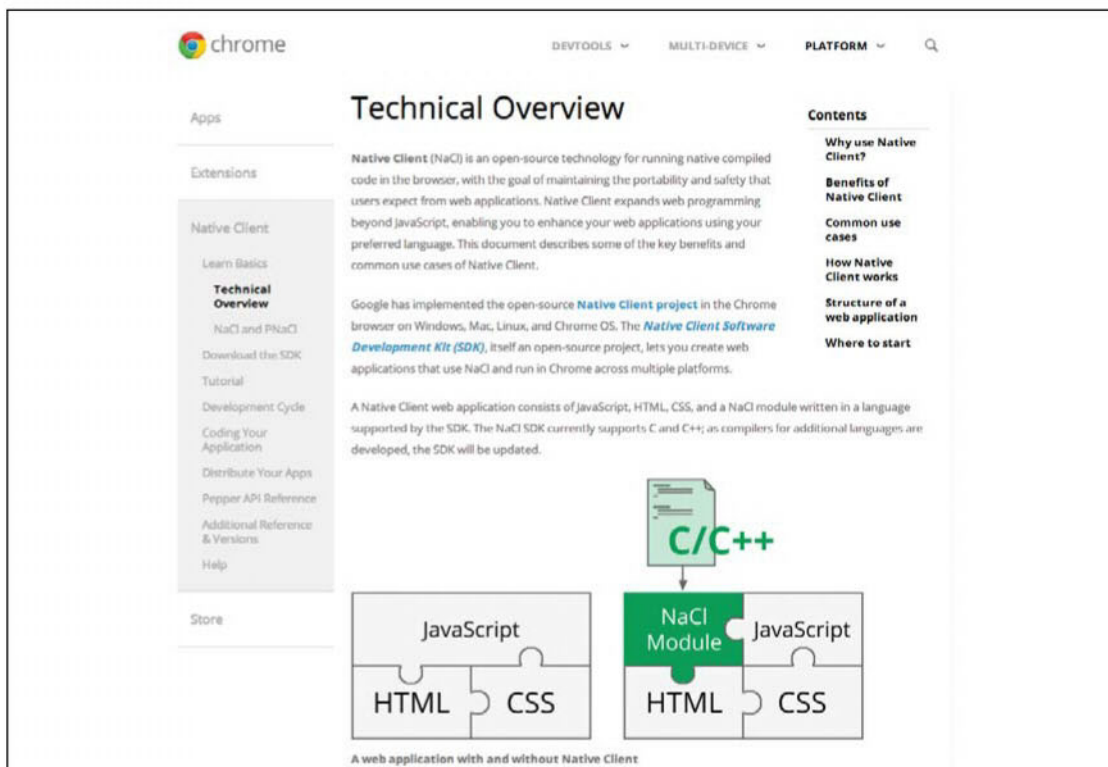 chrome
DEVTOOLS
MULTI-DEVICE
PLATFORM
Apps
Extensions
Native Client
Learn Basics
Technical
Overview
NaCl and PNaCl
Download the SDK
Tutorial
Development Cycle
Coding Your
Application
Distribute Your Apps
Pepper API Reference
Additional Reference
& Versions
Help
Store
Technical Overview
Native Client (NaCl) is an open-source technology for running native compiled
code in the browser, with the goal of maintaining the portability and safety that
users expect from web applications. Native Client expands web programming
beyond JavaScript, enabling you to enhance your web applications using your
preferred language. This document describes some of the key benefits and
common use cases of Native Client.
Google has implemented the open-source Native Client project in the Chrome
browser on Windows, Mac, Linux, and Chrome OS. The Native Client Software
Development Kit (SDK), itself an open-source project, lets you create web
applications that use NaCl and run in Chrome across multiple platforms.
A Native Client web application consists of JavaScript, HTML, CSS, and a NaCl module written in a language
supported by the SDK. The NaCl SDK currently supports C and C++; as compilers for additional languages are
developed, the SDK will be updated.
Contents
Why use Native
Client?
Benefits of
Native Client
Common use
cases
How Native
Client works
Structure of a
web application
Where to start
C/C++
JavaScript
HTML
CSS
NaCl
Module
JavaScript
HTML
CSS
A web application with and without Native Client